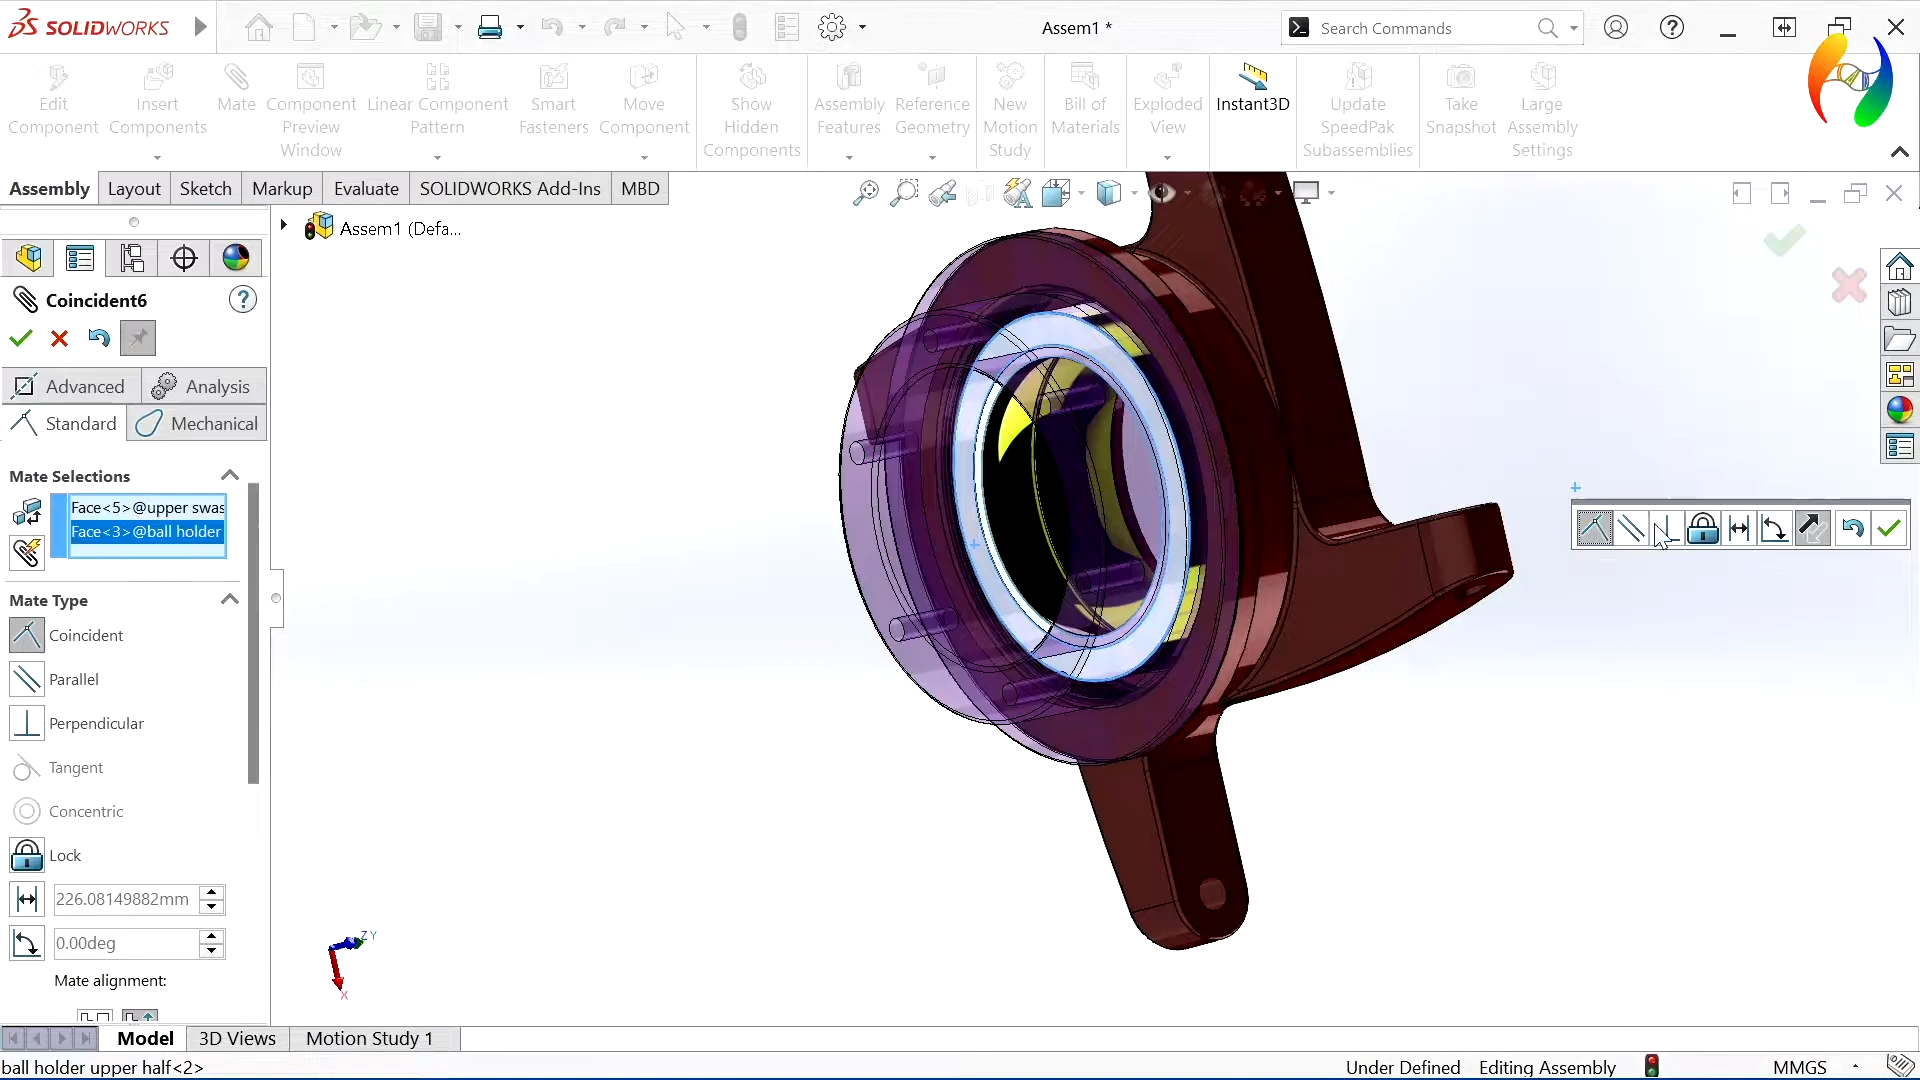 SOLIDWORKS
Assem1 *
Search Commands
Edit Component
Insert Components
Mate
Component Preview Window
Linear Component Pattern
Smart Fasteners
Move Component
Show Hidden Components
Assembly Features
Reference Geometry
New Motion Study
Bill of Materials
Exploded View
Instant3D
Update SpeedPak Subassemblies
Take Snapshot
Large Assembly Settings
Assembly
Layout
Sketch
Markup
Evaluate
SOLIDWORKS Add-Ins
MBD
Assem1 (Defa...
Coincident6
Advanced
Analysis
Standard
Mechanical
Mate Selections
Face<5>@upper swas
Face<3>@ball holder
Mate Type
Coincident
Parallel
Perpendicular
Tangent
Concentric
Lock
226.08149882mm
0.00deg
Mate alignment:
Z Y
X
Model
3D Views
Motion Study 1
ball holder upper half<2>
Under Defined
Editing Assembly
MMGS